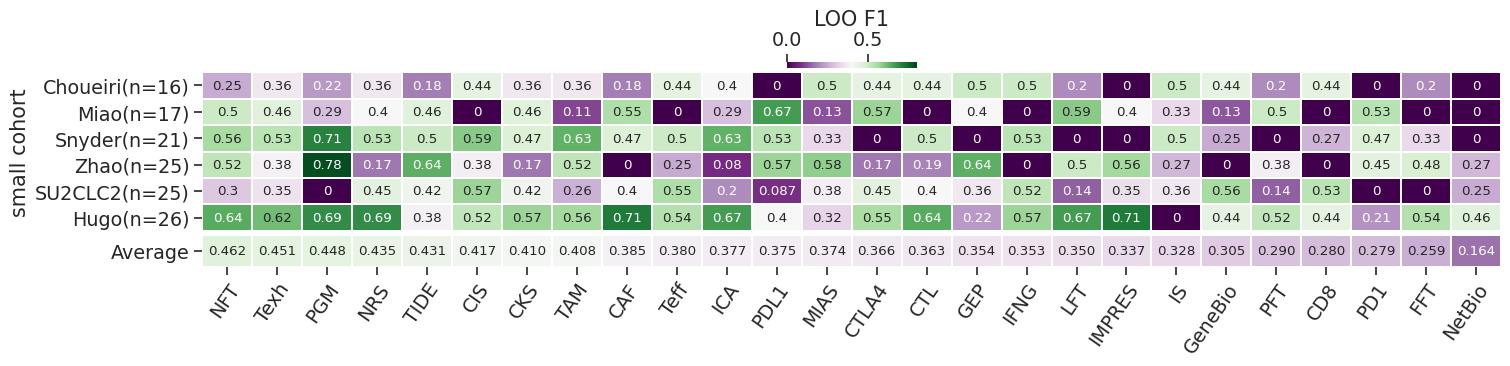 LOO F1
0.0 0.5
small cohort
Choueiri(n=16) 0.25 0.36 0.22 0.36 0.18 0.44 0.36 0.36 0.18 0.44 0.4 0 0.5 0.44 0.44 0.5 0.5 0.2 0 0.5 0.44 0.2 0.44 0 0.2 0
Miao(n=17) 0.5 0.46 0.29 0.4 0.46 0 0.46 0.11 0.55 0 0.29 0.67 0.13 0.57 0 0.4 0 0.59 0.4 0.33 0.13 0.5 0 0.53 0 0
Snyder(n=21) 0.56 0.53 0.71 0.53 0.5 0.59 0.47 0.63 0.47 0.5 0.63 0.53 0.33 0 0.5 0 0.53 0 0 0.5 0.25 0 0.27 0.47 0.33 0
Zhao(n=25) 0.52 0.38 0.78 0.17 0.64 0.38 0.17 0.52 0 0.25 0.08 0.57 0.58 0.17 0.19 0.64 0 0.5 0.56 0.27 0 0.38 0 0.45 0.48 0.27
SU2CLC2(n=25) 0.3 0.35 0 0.45 0.42 0.57 0.42 0.26 0.4 0.55 0.2 0.087 0.38 0.45 0.4 0.36 0.52 0.14 0.35 0.36 0.56 0.14 0.53 0 0 0.25
Hugo(n=26) 0.64 0.62 0.69 0.69 0.38 0.52 0.57 0.56 0.71 0.54 0.67 0.4 0.32 0.55 0.64 0.22 0.57 0.67 0.71 0 0.44 0.52 0.44 0.21 0.54 0.46
Average 0.462 0.451 0.448 0.435 0.431 0.417 0.410 0.408 0.385 0.380 0.377 0.375 0.374 0.366 0.363 0.354 0.353 0.350 0.337 0.328 0.305 0.290 0.280 0.279 0.259 0.164
NFT Texh PGM NRS TIDE CIS CKS TAM CAF Teff ICA PDL1 MIAS CTLA4 CTL GEP IFNG LFT IMPRES IS GeneBio PFT CD8 PD1 FFT NetBio